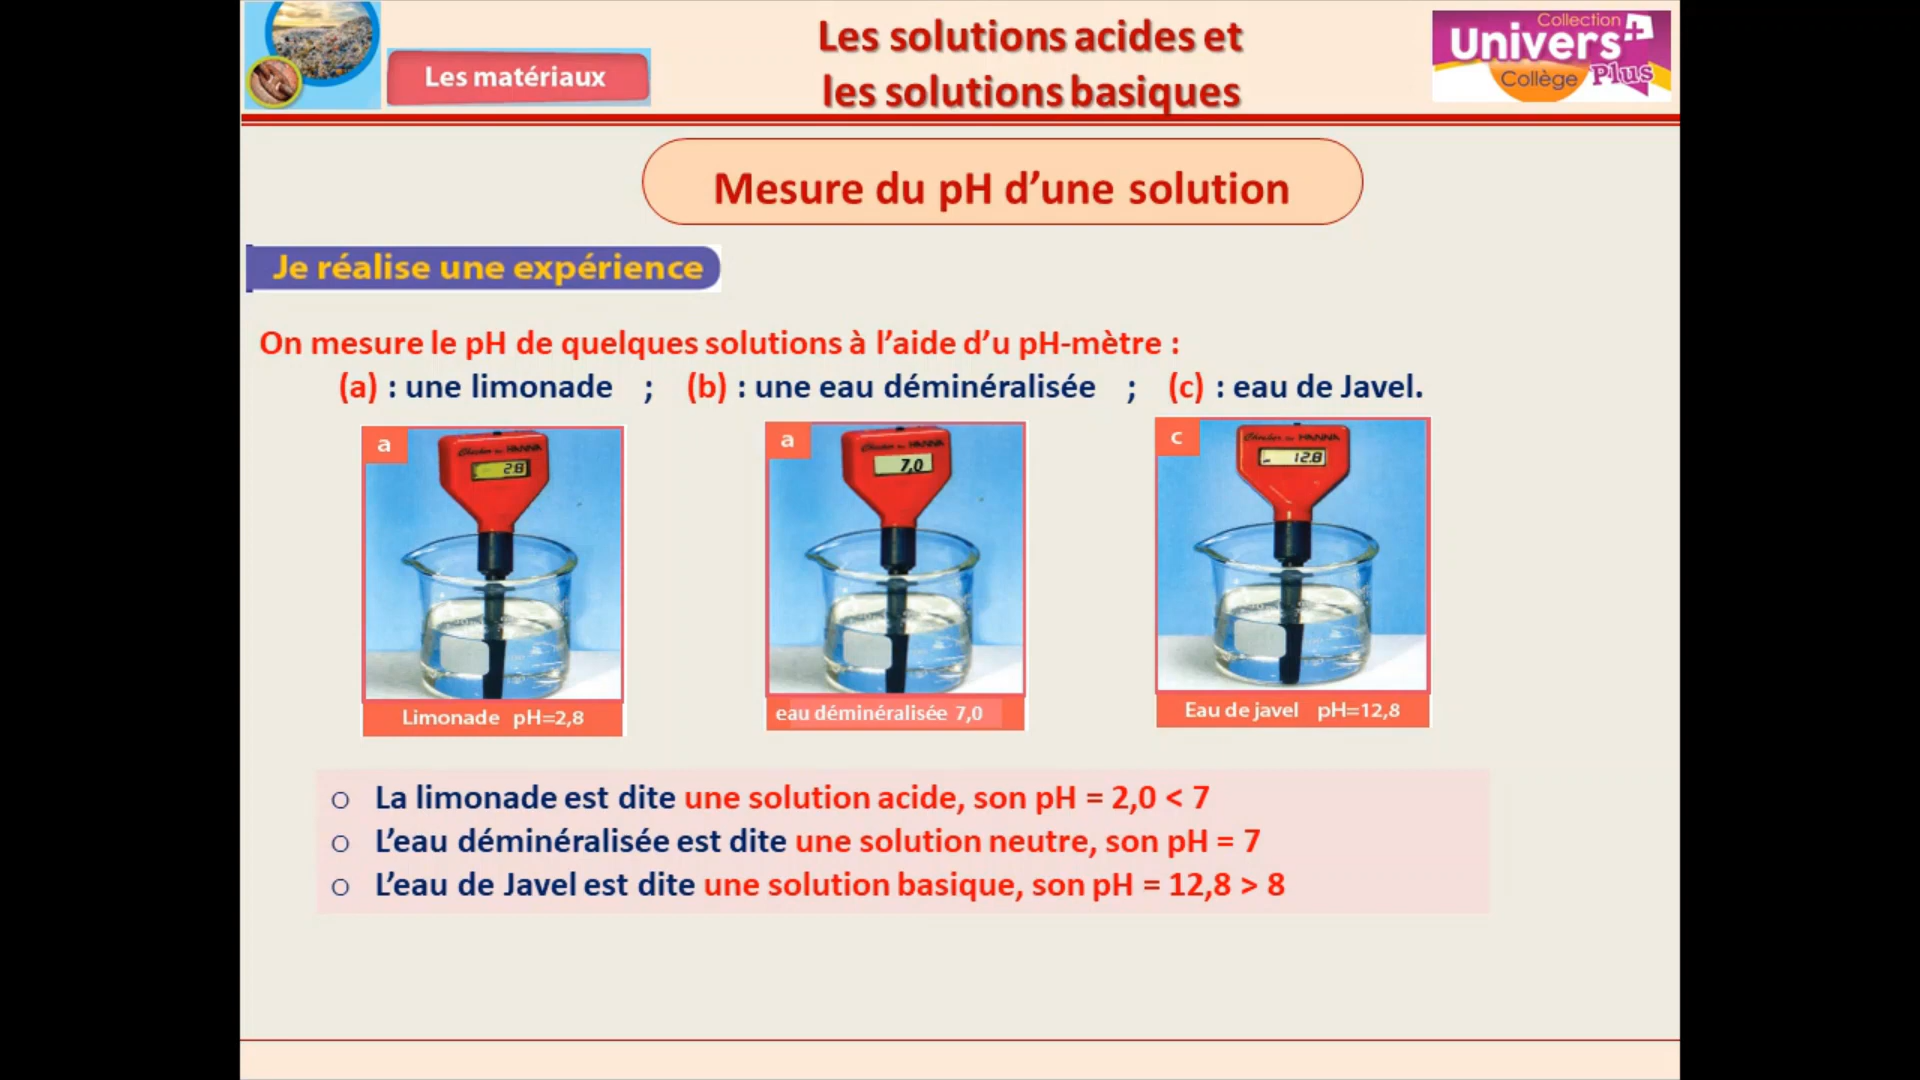 Les matériaux
Les solutions acides et
les solutions basiques
Collection
Univers+
Collège Plus
Mesure du pH d’une solution
Je réalise une expérience
On mesure le pH de quelques solutions à l’aide d’u pH-mètre :
(a) : une limonade ; (b) : une eau déminéralisée ; (c) : eau de Javel.
a
HANNA
2.8
Limonade pH=2,8
a
HANNA
7,0
eau déminéralisée 7,0
c
HANNA
12.8
Eau de javel pH=12,8
o La limonade est dite une solution acide, son pH = 2,0 < 7
o L’eau déminéralisée est dite une solution neutre, son pH = 7
o L’eau de Javel est dite une solution basique, son pH = 12,8 > 8